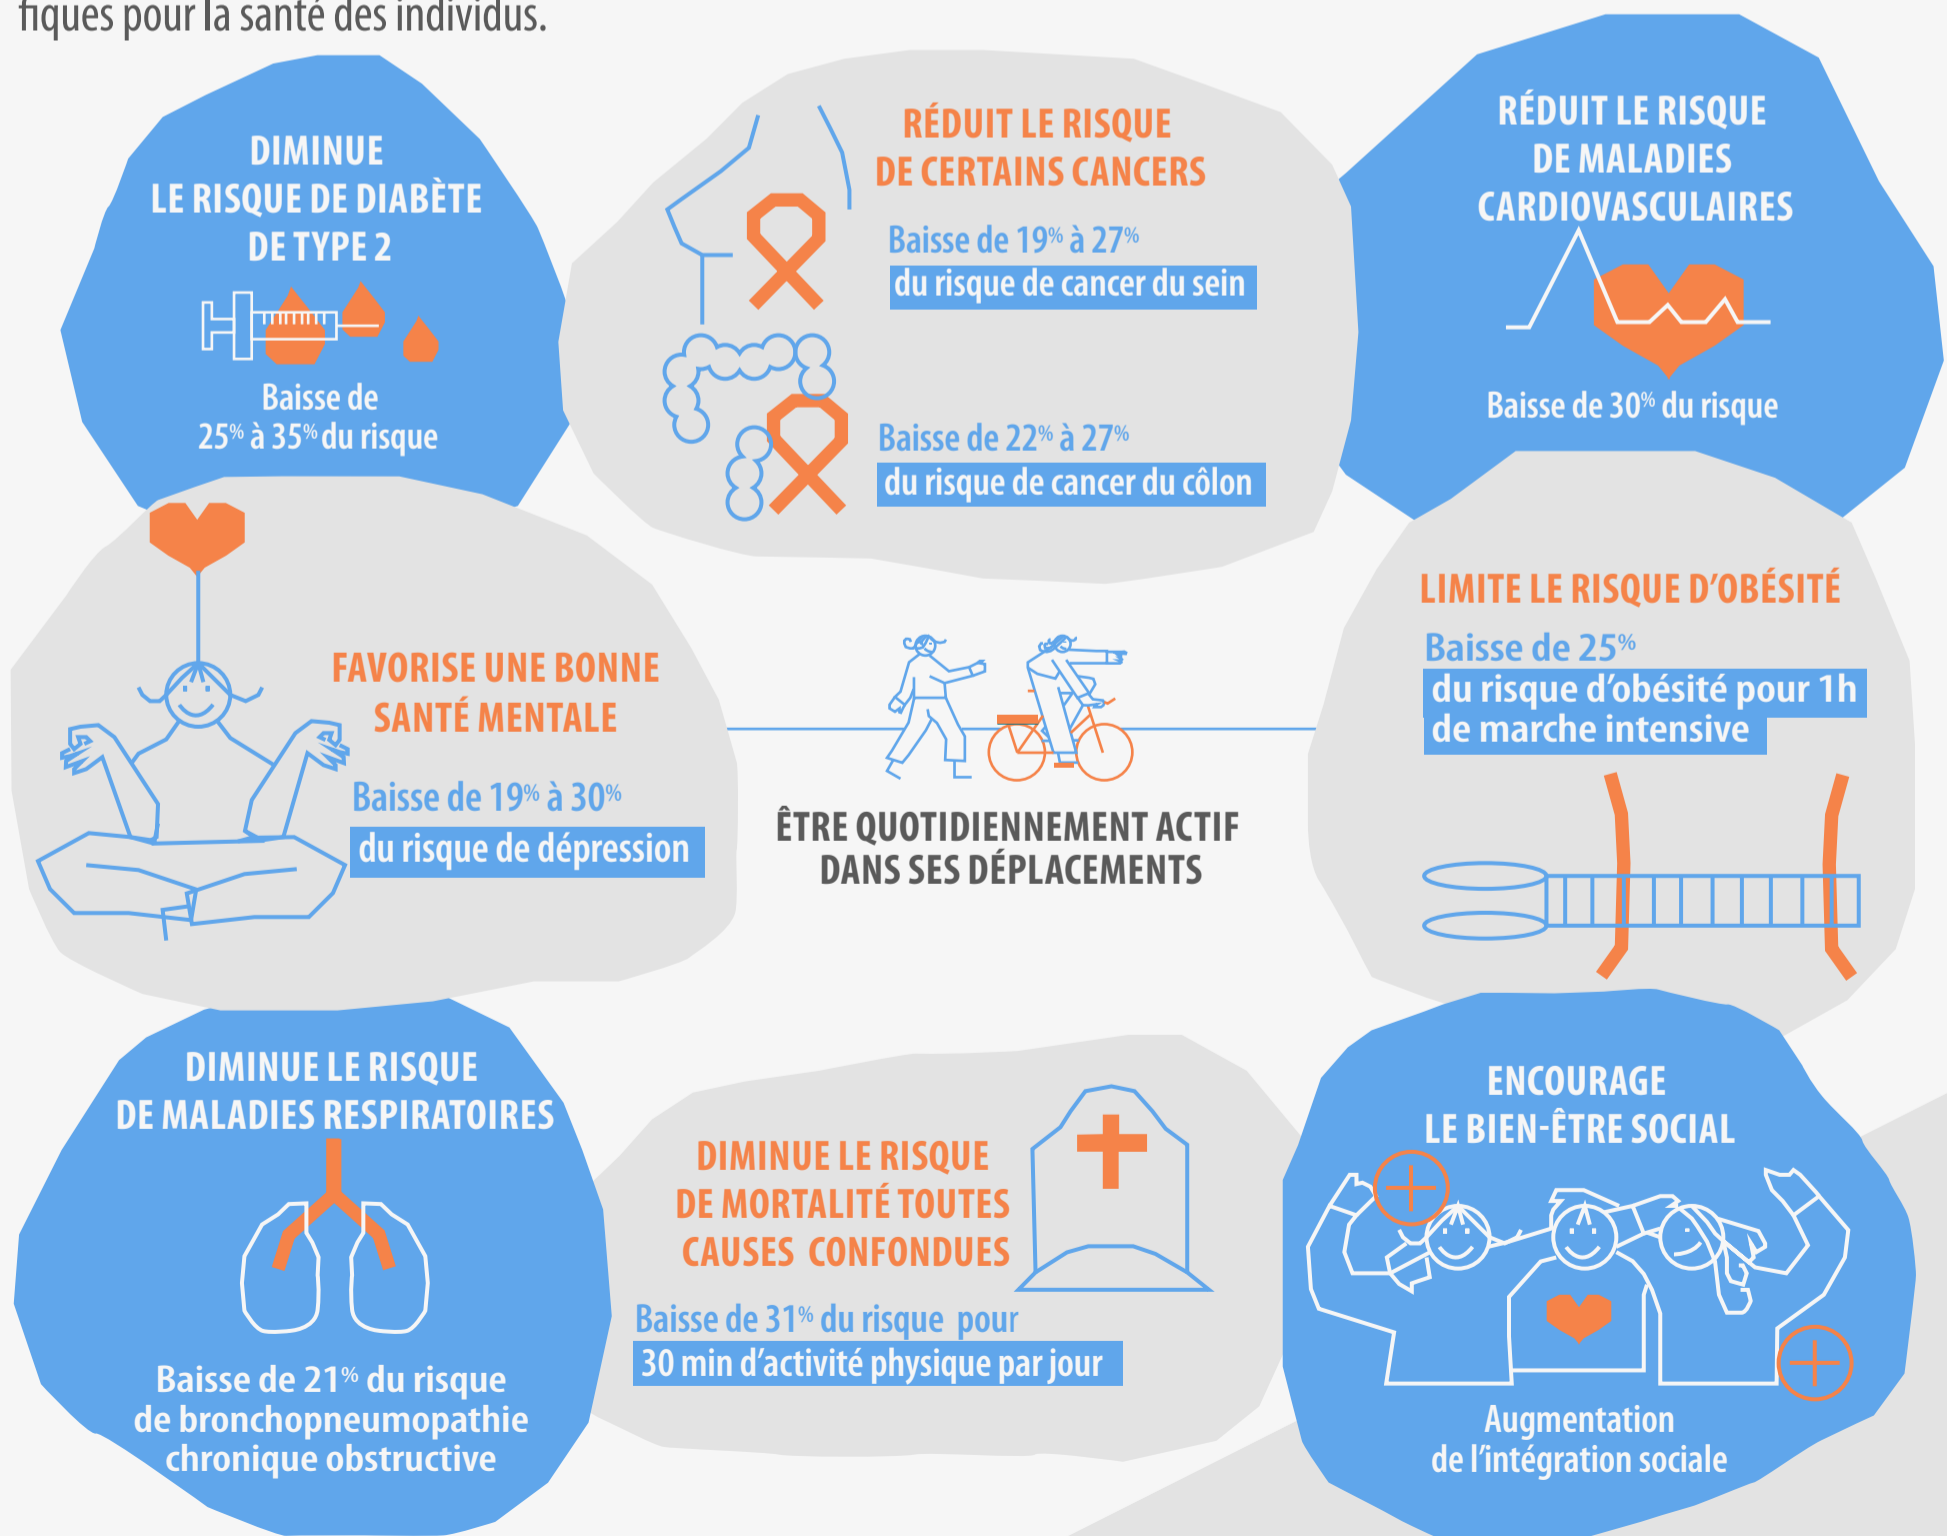 fiques pour la santé des individus.
DIMINUE
LE RISQUE DE DIABÈTE
DE TYPE 2
Baisse de
25% à 35% du risque
RÉDUIT LE RISQUE
DE CERTAINS CANCERS
Baisse de 19% à 27%
du risque de cancer du sein
Baisse de 22% à 27%
du risque de cancer du côlon
RÉDUIT LE RISQUE
DE MALADIES
CARDIOVASCULAIRES
Baisse de 30% du risque
FAVORISE UNE BONNE
SANTÉ MENTALE
Baisse de 19% à 30%
du risque de dépression
ÊTRE QUOTIDIENNEMENT ACTIF
DANS SES DÉPLACEMENTS
LIMITE LE RISQUE D’OBÉSITÉ
Baisse de 25%
du risque d’obésité pour 1h
de marche intensive
DIMINUE LE RISQUE
DE MALADIES RESPIRATOIRES
Baisse de 21% du risque
de bronchopneumopathie
chronique obstructive
DIMINUE LE RISQUE
DE MORTALITÉ TOUTES
CAUSES CONFONDUES
Baisse de 31% du risque pour
30 min d’activité physique par jour
ENCOURAGE
LE BIEN-ÊTRE SOCIAL
Augmentation
de l’intégration sociale